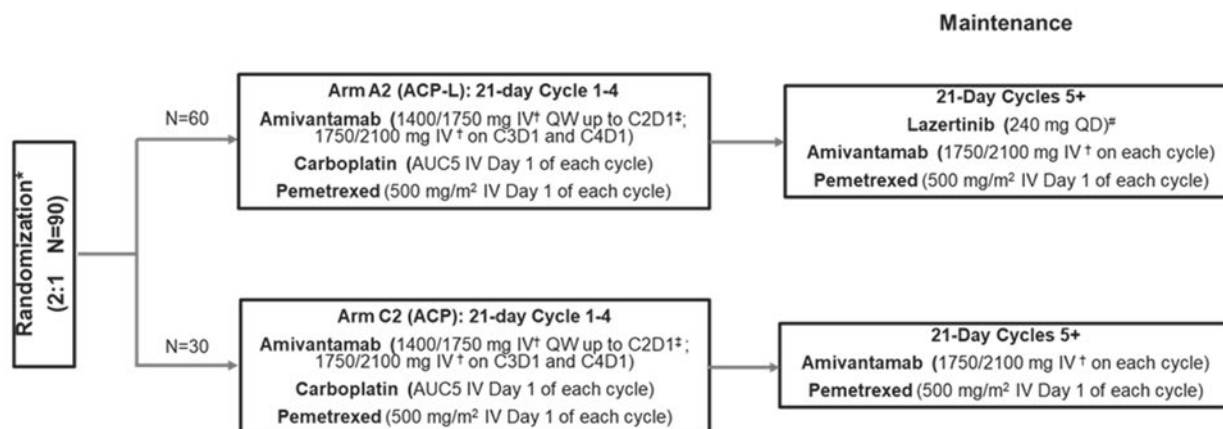 Maintenance
Randomization*
(2:1 N=90)
N=60
Arm A2 (ACP-L): 21-day Cycle 1-4
Amivantamab (1400/1750 mg IV† QW up to C2D1‡;
1750/2100 mg IV † on C3D1 and C4D1)
Carboplatin (AUC5 IV Day 1 of each cycle)
Pemetrexed (500 mg/m² IV Day 1 of each cycle)
21-Day Cycles 5+
Lazertinib (240 mg QD)#
Amivantamab (1750/2100 mg IV † on each cycle)
Pemetrexed (500 mg/m² IV Day 1 of each cycle)
N=30
Arm C2 (ACP): 21-day Cycle 1-4
Amivantamab (1400/1750 mg IV† QW up to C2D1‡;
1750/2100 mg IV † on C3D1 and C4D1)
Carboplatin (AUC5 IV Day 1 of each cycle)
Pemetrexed (500 mg/m² IV Day 1 of each cycle)
21-Day Cycles 5+
Amivantamab (1750/2100 mg IV † on each cycle)
Pemetrexed (500 mg/m² IV Day 1 of each cycle)